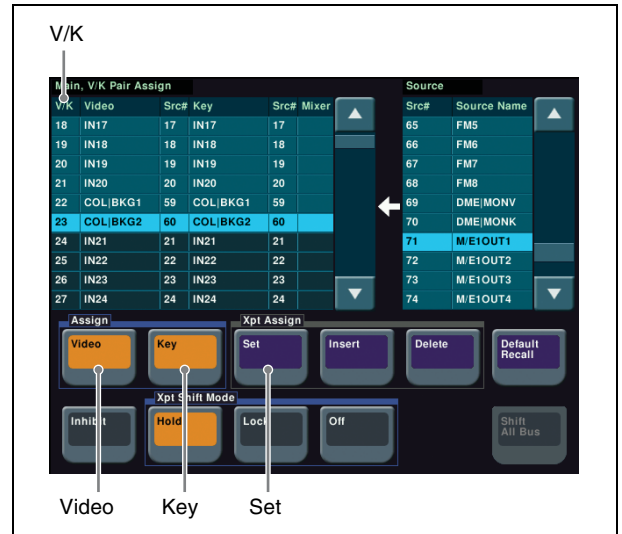 V/K
Main, V/K Pair Assign
Source
V/K Video Src# Key Src# Mixer
Src# Source Name
18 IN17 17 IN17 17
65 FM5
19 IN18 18 IN18 18
66 FM6
20 IN19 19 IN19 19
67 FM7
21 IN20 20 IN20 20
68 FM8
22 COL|BKG1 59 COL|BKG1 59
69 DME|MONV
23 COL|BKG2 60 COL|BKG2 60
70 DME|MONK
24 IN21 21 IN21 21
71 M/E1OUT1
25 IN22 22 IN22 22
72 M/E1OUT2
26 IN23 23 IN23 23
73 M/E1OUT3
27 IN24 24 IN24 24
74 M/E1OUT4
Assign
Xpt Assign
Video
Key
Set
Insert
Delete
Default
Recall
Xpt Shift Mode
Inhibit
Hold
Lock
Off
Shift
All Bus
Video
Key
Set